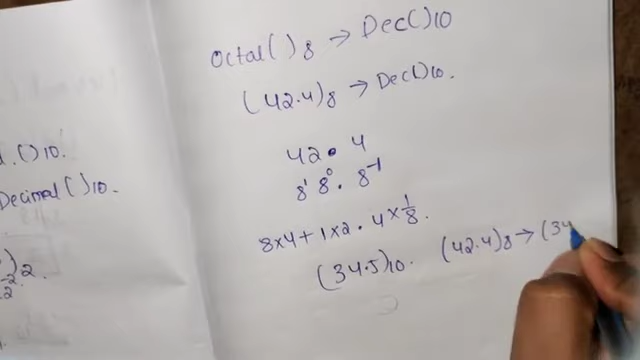 Octal()8 → Dec()10
(42.4)8 → Dec()10.
42 . 4
8¹ 8⁰ . 8⁻¹
8×4+1×2 . 4×1/8.
(34.5)10. (42.4)8 → (34
.()10.
Decimal()10.
)2.